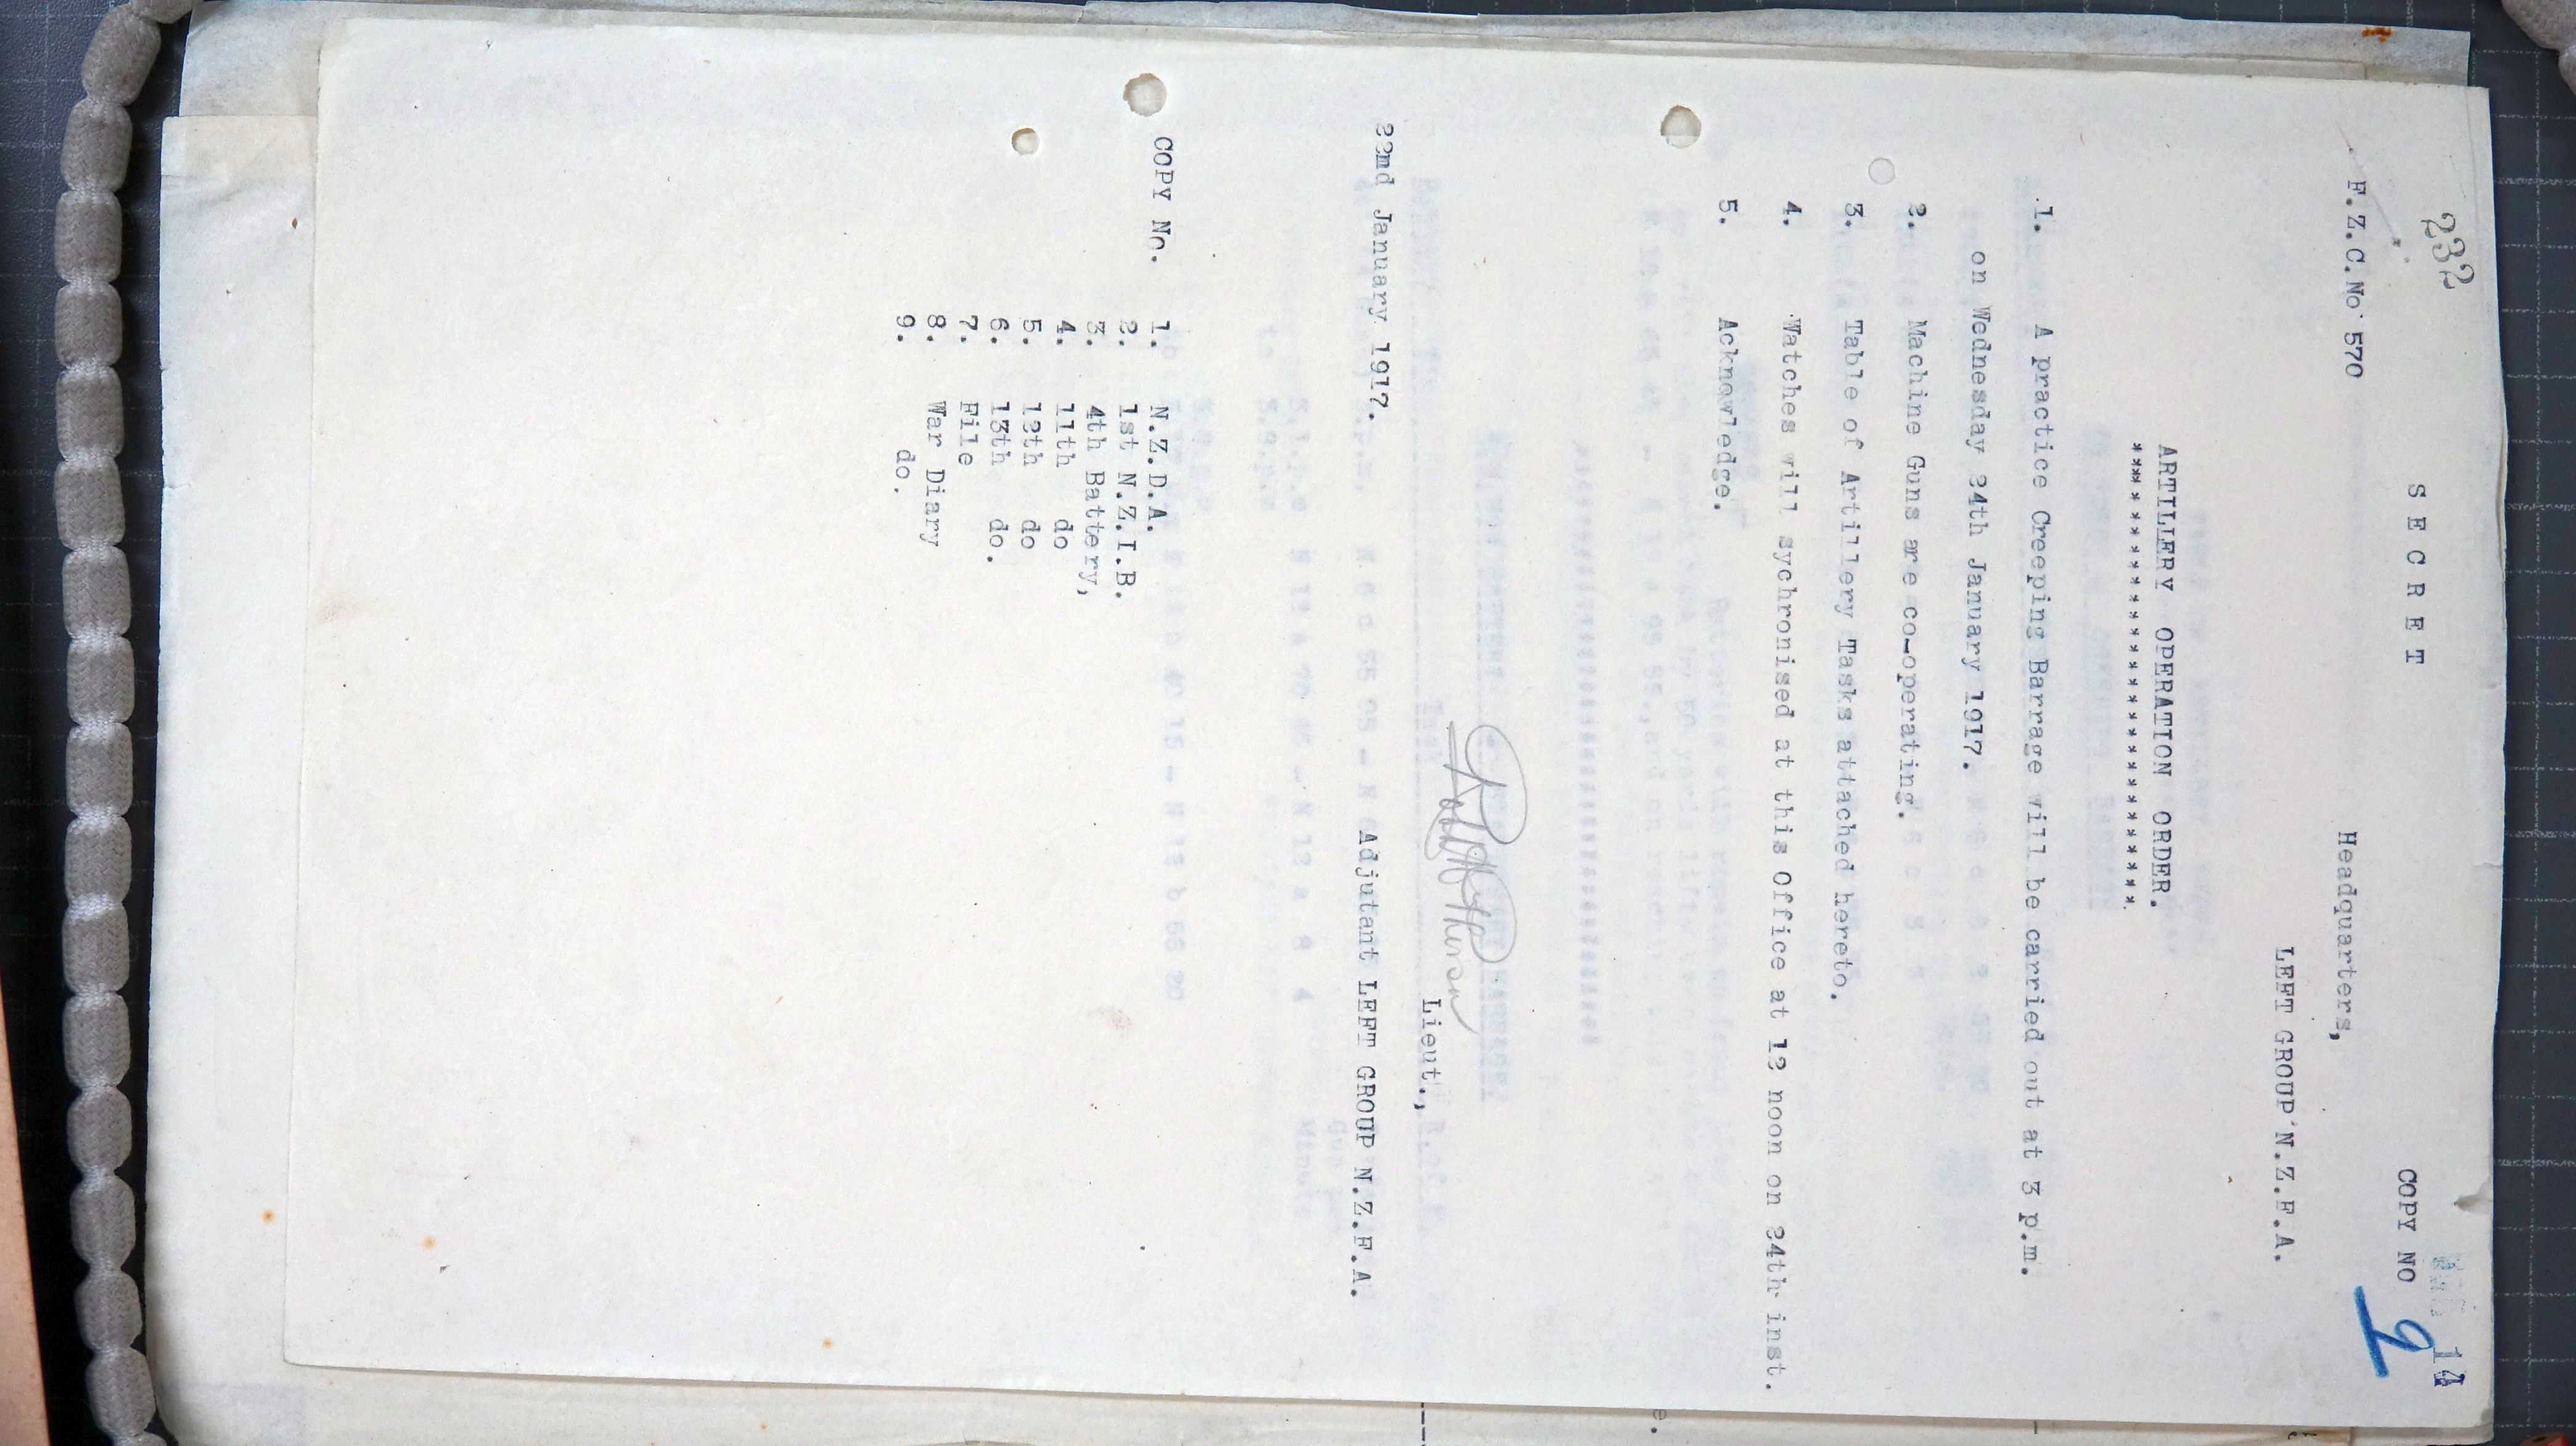 232
SECRET
COPY NO 9
14
F.Z.C.No 570
Headquarters,
LEFT GROUP N.Z.F.A.
ARTILLERY OPERATION ORDER.
1. A practice Creeping Barrage will be carried out at 3 p.m.
on Wednesday 24th January 1917.
2. Machine Guns are co-operating.
3. Table of Artillery Tasks attached hereto.
4. Watches will sychronised at this Office at 12 noon on 24th inst.
5. Acknowledge.
Lieut.,
22nd January 1917. Adjutant LEFT GROUP N.Z.F.A.
COPY No. 1. N.Z.D.A.
2. 1st N.Z.I.B.
3. 4th Battery,
4. 11th do
5. 12th do
6. 13th do.
7. File
8. War Diary
9. do.